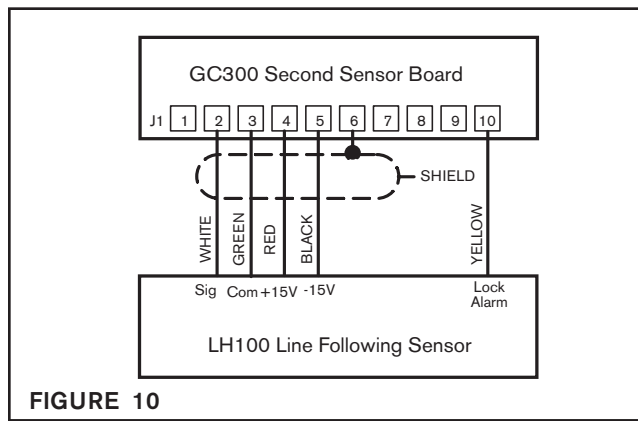 GC300 Second Sensor Board
J1 1 2 3 4 5 6 7 8 9 10
SHIELD
WHITE
GREEN
RED
BLACK
YELLOW
Sig Com +15V -15V Lock
Alarm
LH100 Line Following Sensor
FIGURE 10